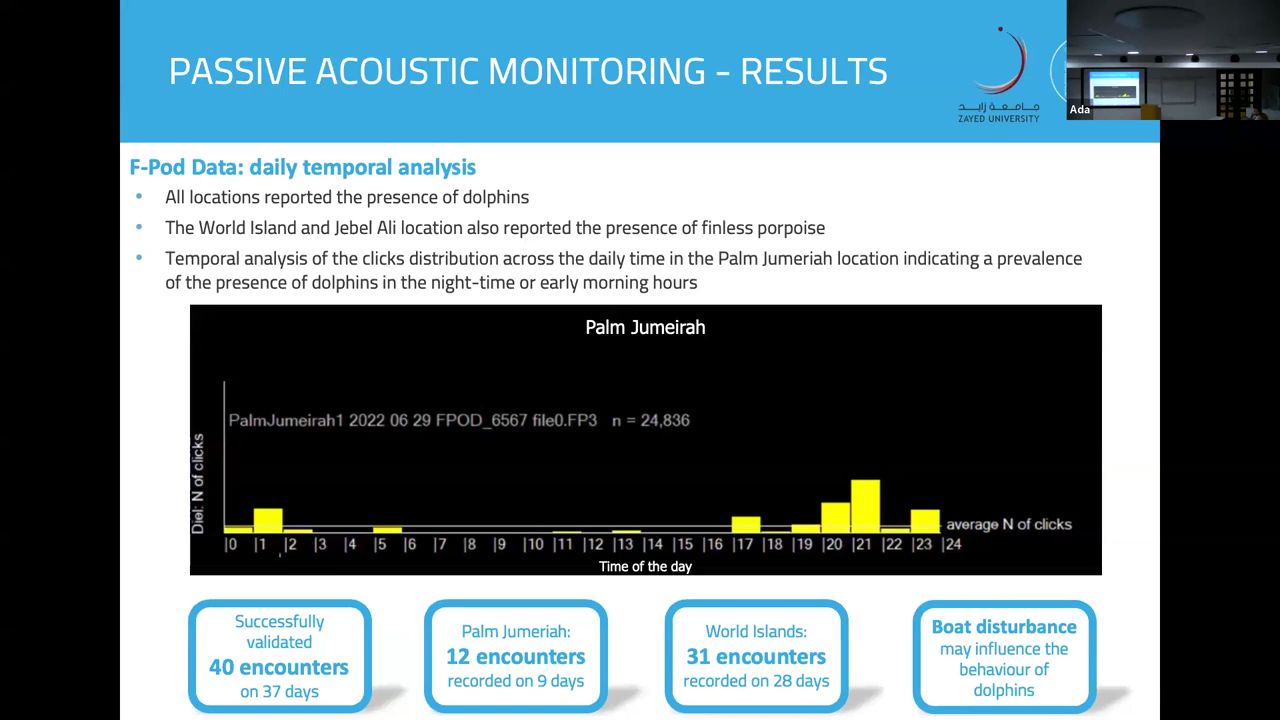 PASSIVE ACOUSTIC MONITORING - RESULTS
جامعة زايد
ZAYED UNIVERSITY
Ada
F-Pod Data: daily temporal analysis
• All locations reported the presence of dolphins
• The World Island and Jebel Ali location also reported the presence of finless porpoise
• Temporal analysis of the clicks distribution across the daily time in the Palm Jumeriah location indicating a prevalence
of the presence of dolphins in the night-time or early morning hours
Palm Jumeirah
PalmJumeirah1 2022 06 29 FPOD_6567 file0.FP3 n = 24,836
Diel: N of clicks
average N of clicks
|0 |1 |2 |3 |4 |5 |6 |7 |8 |9 |10 |11 |12 |13 |14 |15 |16 |17 |18 |19 |20 |21 |22 |23 |24
Time of the day
Successfully
validated
40 encounters
on 37 days
Palm Jumeriah:
12 encounters
recorded on 9 days
World Islands:
31 encounters
recorded on 28 days
Boat disturbance
may influence the
behaviour of
dolphins